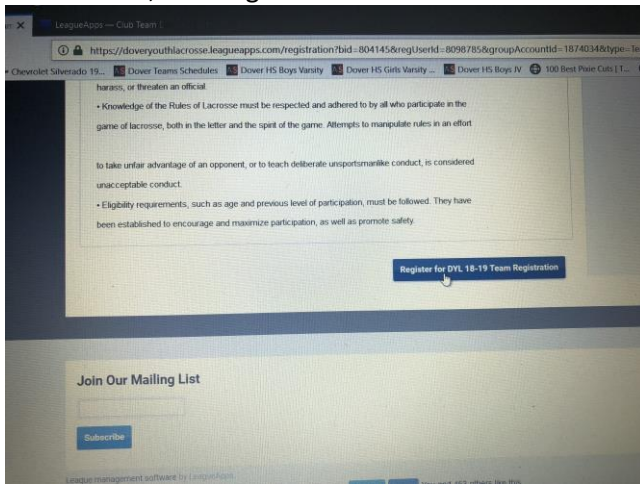 LeagueApps — Club Team
https://doveryouthlacrosse.leagueapps.com/registration?bid=804145&regUserId=8098785&groupAccountId=1874034&type=
Chevrolet Silverado 19... Dover Teams Schedules Dover HS Boys Varsity Dover HS Girls Varsity ... Dover HS Boys JV 100 Best Pixie Cuts | T...
harass, or threaten an official.
• Knowledge of the Rules of Lacrosse must be respected and adhered to by all who participate in the
game of lacrosse, both in the letter and the spirit of the game. Attempts to manipulate rules in an effort
to take unfair advantage of an opponent, or to teach deliberate unsportsmanlike conduct, is considered
unacceptable conduct.
• Eligibility requirements, such as age and previous level of participation, must be followed. They have
been established to encourage and maximize participation, as well as promote safety.
Register for DYL 18-19 Team Registration
Join Our Mailing List
Subscribe
League management software by LeagueApps
others like this